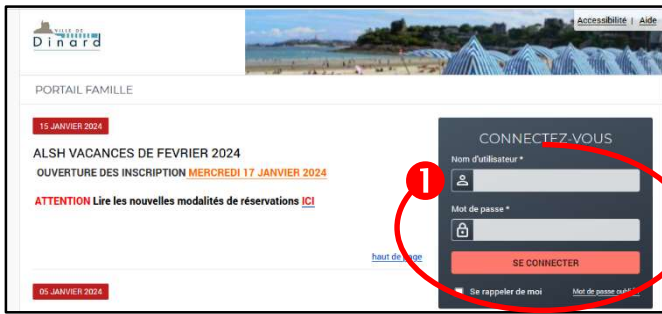 VILLE DE
Dinard
Accessibilité | Aide
PORTAIL FAMILLE
15 JANVIER 2024
ALSH VACANCES DE FEVRIER 2024
OUVERTURE DES INSCRIPTION MERCREDI 17 JANVIER 2024
ATTENTION Lire les nouvelles modalités de réservations ICI
haut de page
05 JANVIER 2024
1
CONNECTEZ-VOUS
Nom d'utilisateur *
Mot de passe *
SE CONNECTER
Se rappeler de moi
Mot de passe oublié